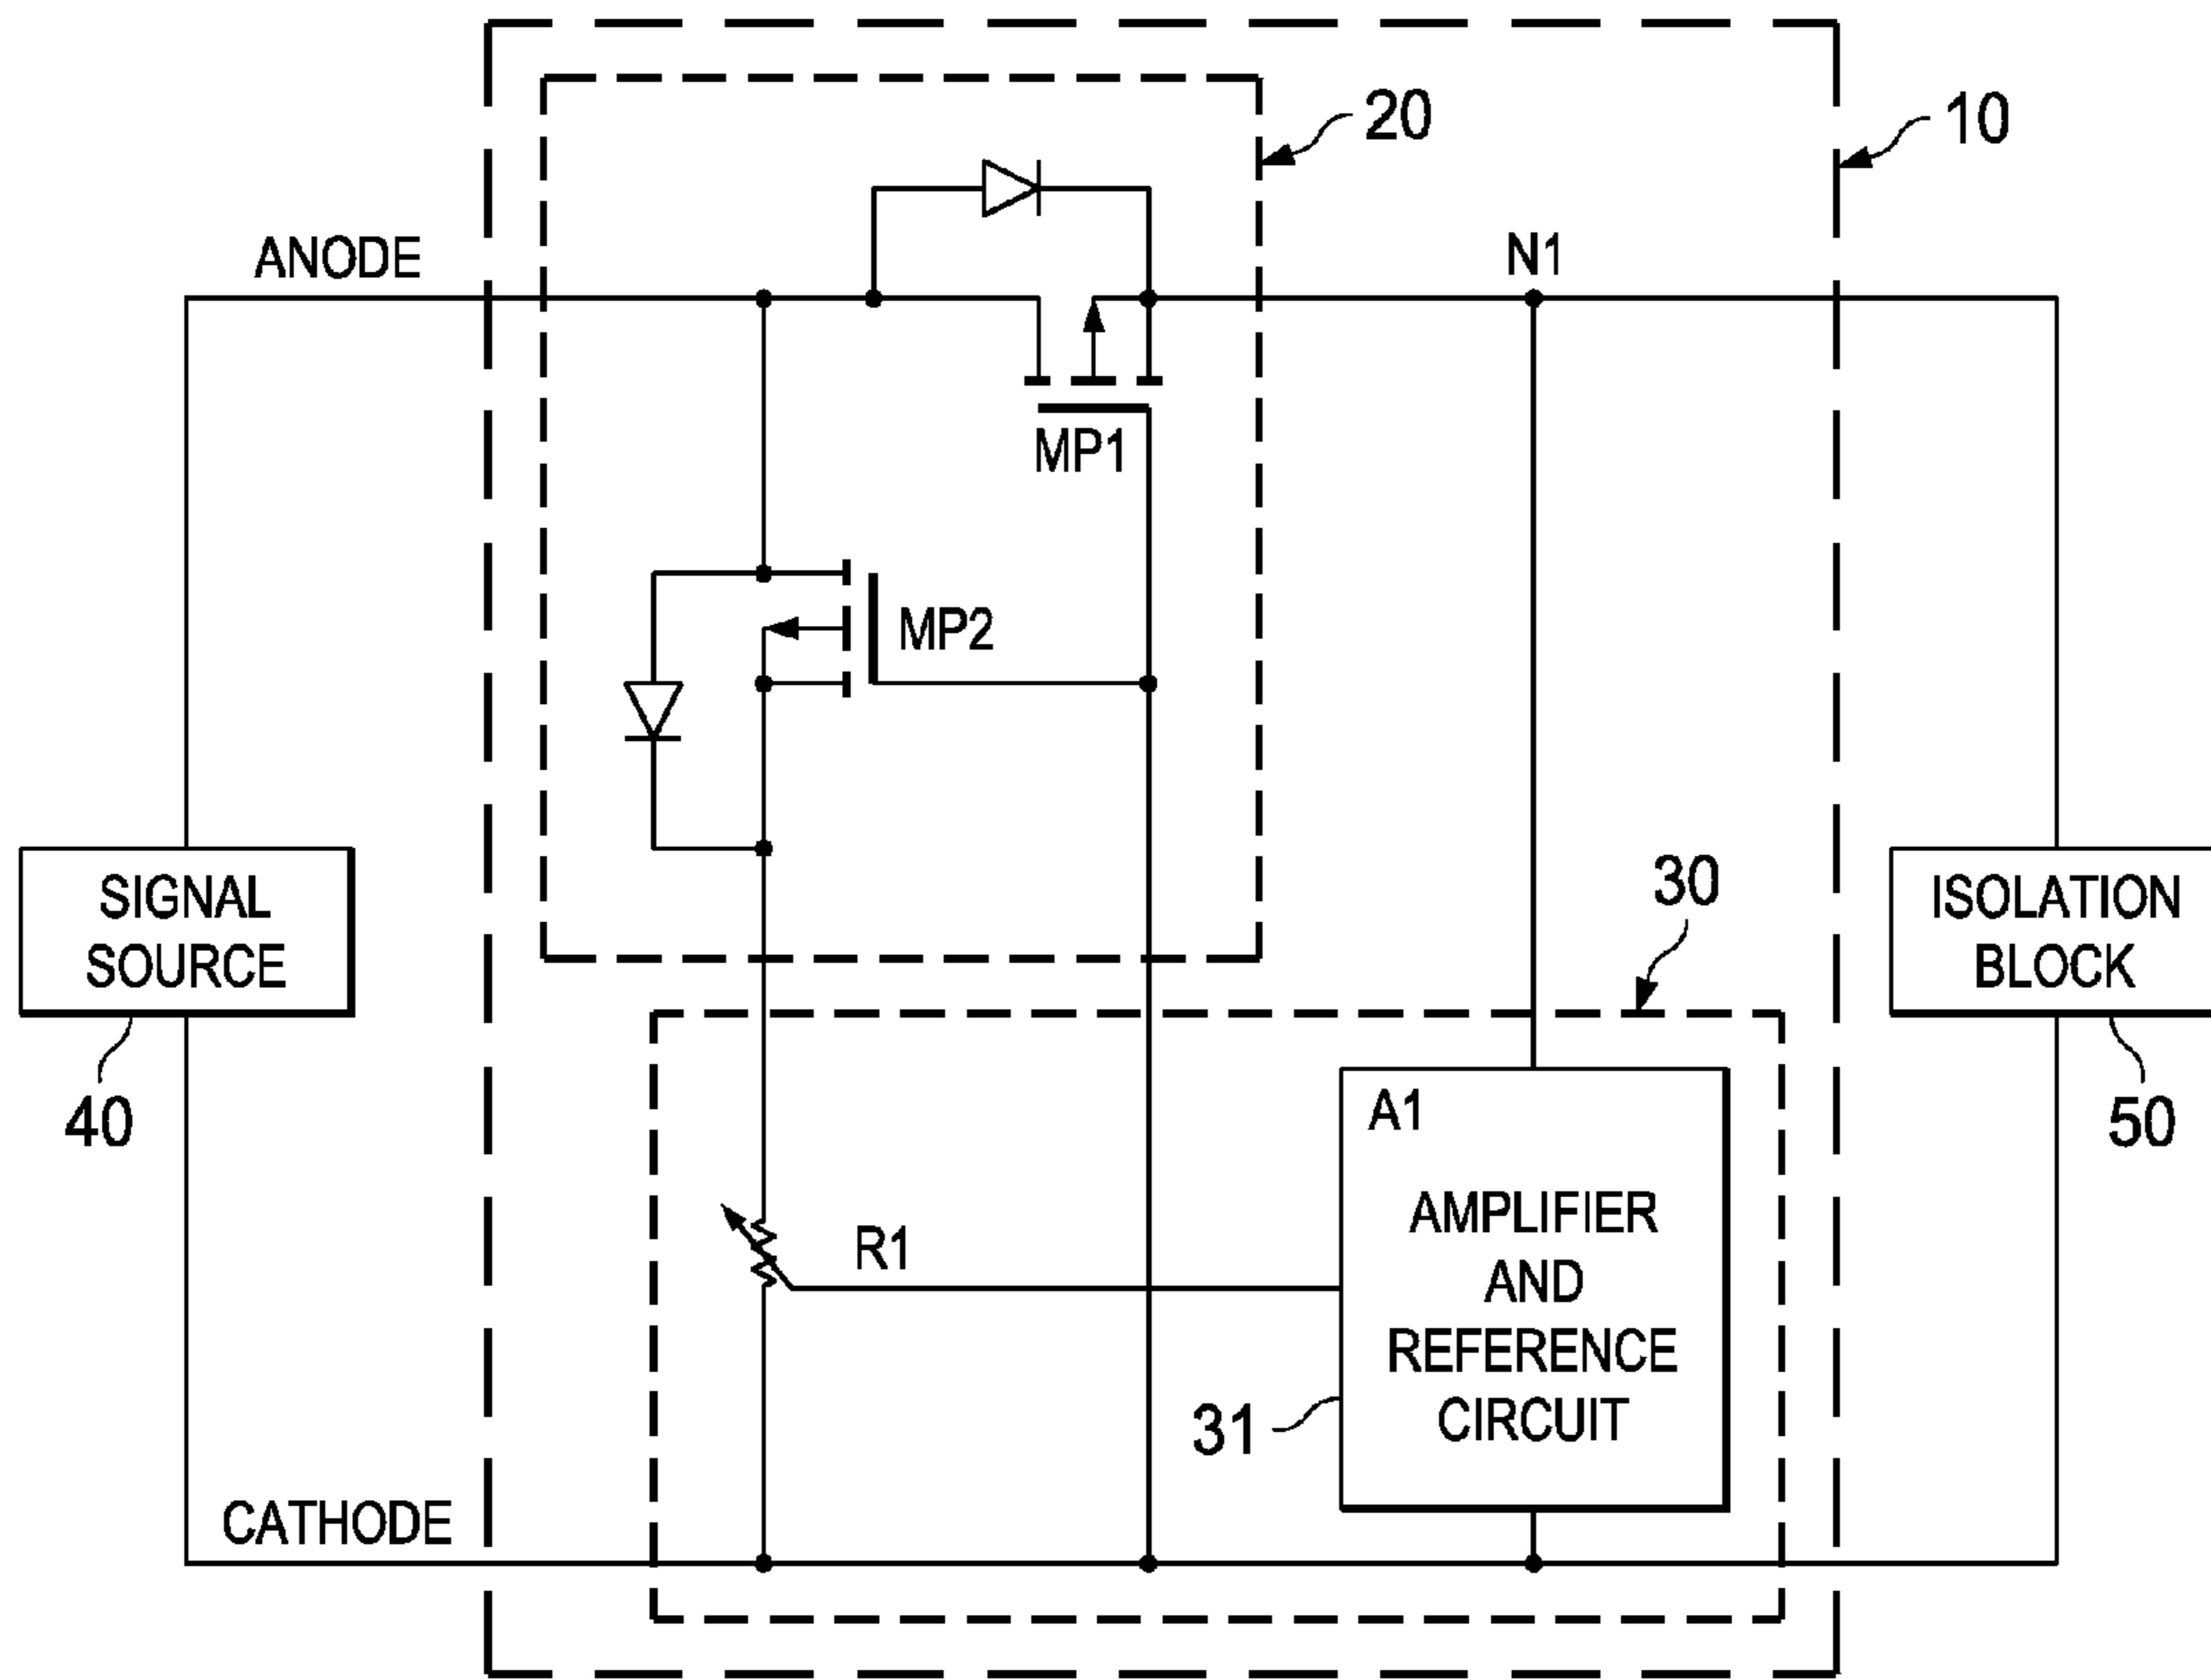 20
10
ANODE
N1
MP1
MP2
SIGNAL
SOURCE
30
ISOLATION
BLOCK
40
A1
50
AMPLIFIER
AND
REFERENCE
CIRCUIT
R1
31
CATHODE